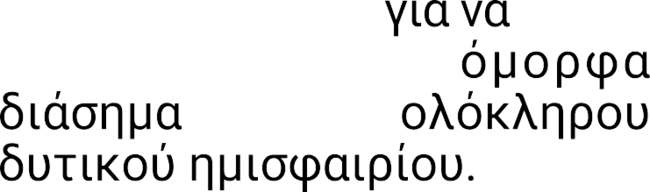 για να
όμορφα
διάσημα ολόκληρου
δυτικού ημισφαιρίου.